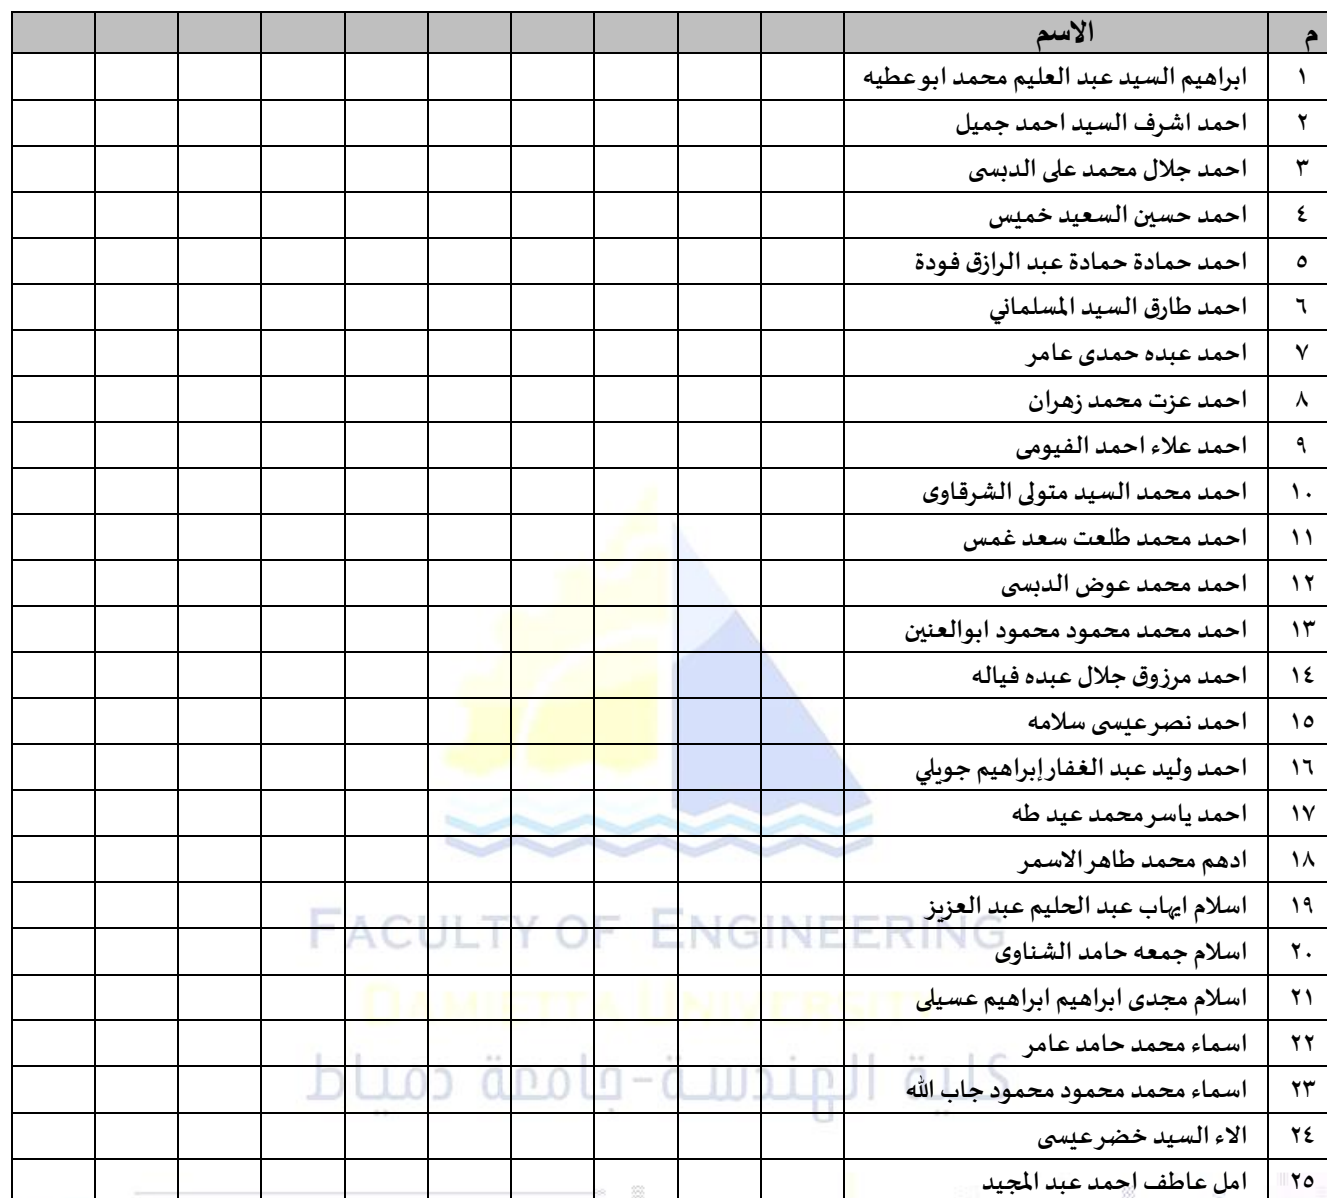 م الاسم
١ ابراهيم السيد عبد العليم محمد ابو عطيه
٢ احمد اشرف السيد احمد جميل
٣ احمد جلال محمد على الدبسى
٤ احمد حسين السعيد خميس
٥ احمد حمادة حمادة عبد الرازق فودة
٦ احمد طارق السيد المسلماني
٧ احمد عبده حمدى عامر
٨ احمد عزت محمد زهران
٩ احمد علاء احمد الفيومى
١٠ احمد محمد السيد متولى الشرقاوى
١١ احمد محمد طلعت سعد غمس
١٢ احمد محمد عوض الدبسى
١٣ احمد محمد محمود محمود ابوالعنين
١٤ احمد مرزوق جلال عبده فياله
١٥ احمد نصر عيسى سلامه
١٦ احمد وليد عبد الغفار إبراهيم جويلي
١٧ احمد ياسر محمد عيد طه
١٨ ادهم محمد طاهر الاسمر
١٩ اسلام ايهاب عبد الحليم عبد العزيز
٢٠ اسلام جمعه حامد الشناوى
٢١ اسلام مجدى ابراهيم ابراهيم عسيلى
٢٢ اسماء محمد حامد عامر
٢٣ اسماء محمد محمود محمود جاب الله
٢٤ الاء السيد خضر عيسى
٢٥ امل عاطف احمد عبد المجيد
FACULTY OF ENGINEERING
DAMIETTA UNIVERSITY
كلية الهندسة-جامعة دمياط